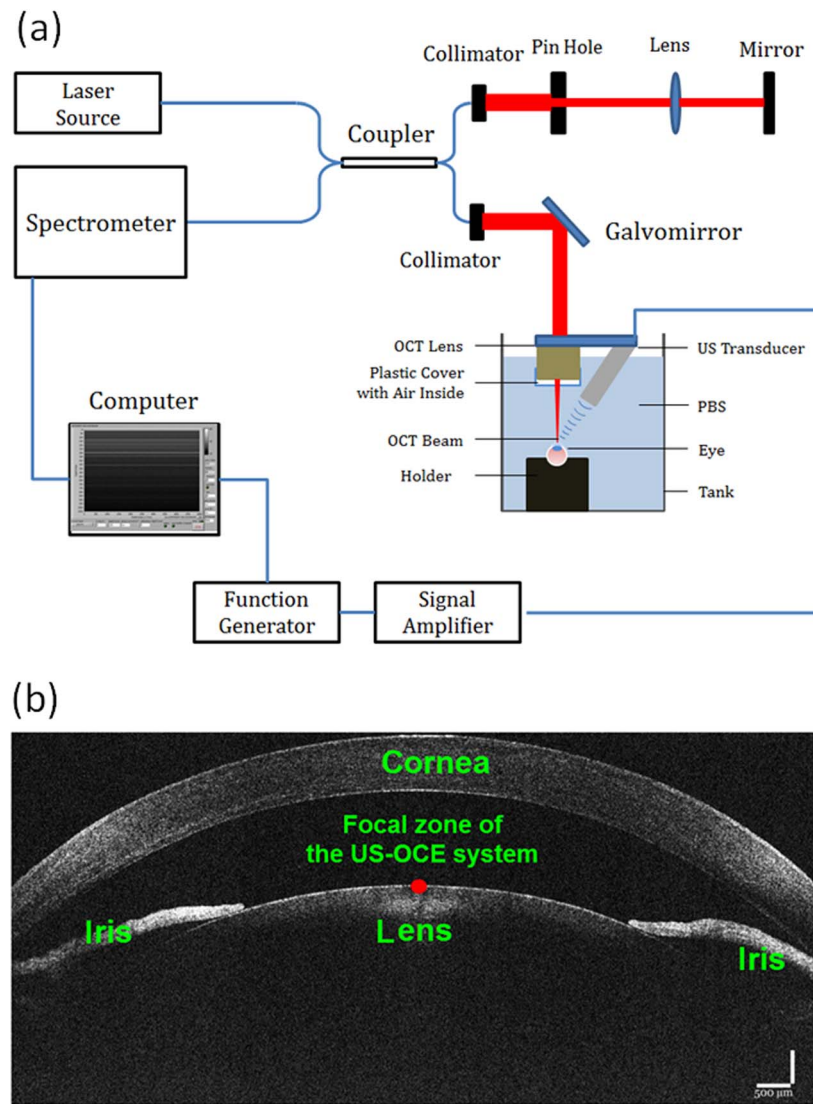 (a)
Collimator
Pin Hole
Lens
Mirror
Laser
Source
Coupler
Spectrometer
Collimator
Galvomirror
OCT Lens
US Transducer
Plastic Cover
with Air Inside
PBS
Computer
OCT Beam
Eye
Holder
Tank
Function
Generator
Signal
Amplifier
(b)
Cornea
Focal zone of
the US-OCE system
Iris
Lens
Iris
500 μm